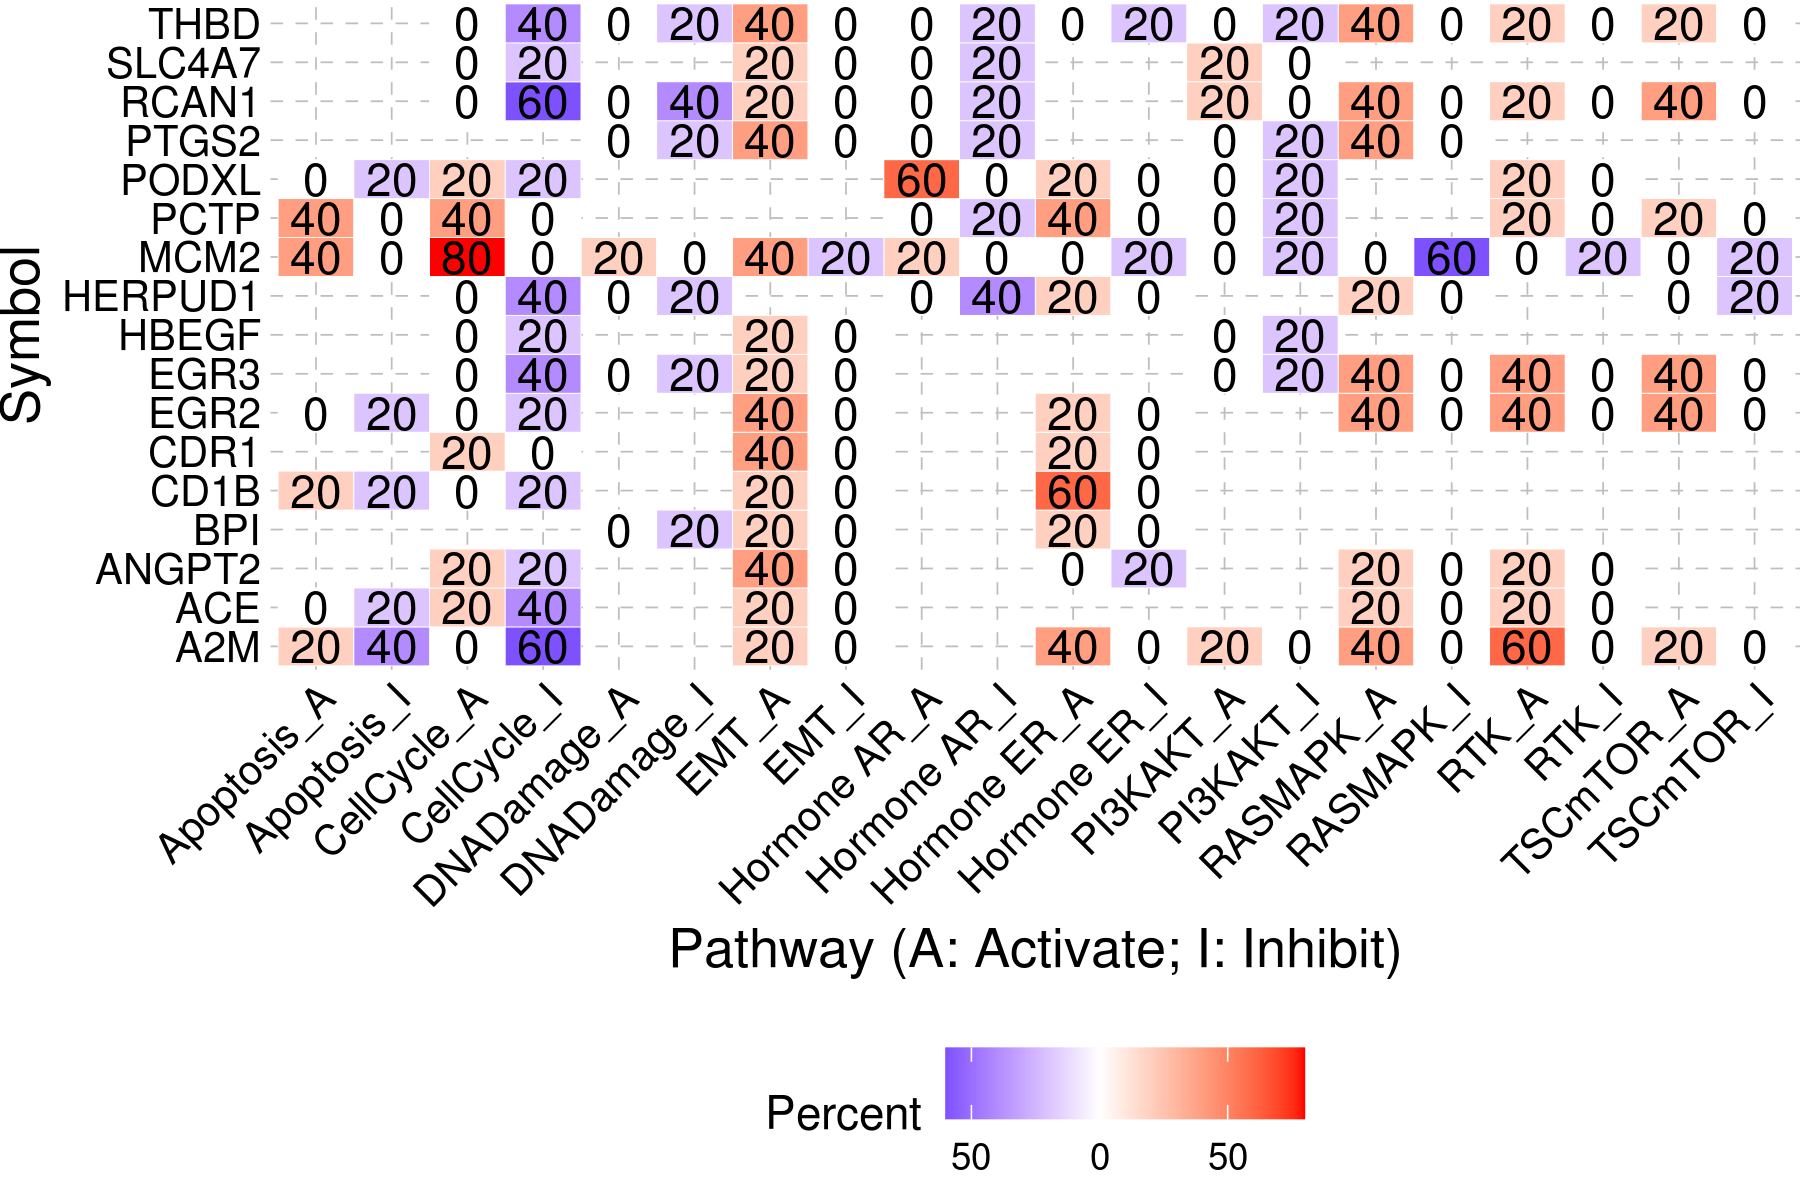 THBD 0 40 0 20 40 0 0 20 0 20 0 20 40 0 20 0 20 0
SLC4A7 0 20 20 0 0 20 20 0
RCAN1 0 60 0 40 20 0 0 20 20 0 40 0 20 0 40 0
PTGS2 0 20 40 0 0 20 0 20 40 0
PODXL 0 20 20 20 60 0 20 0 0 20 20 0
PCTP 40 0 40 0 0 20 40 0 0 20 20 0 20 0
MCM2 40 0 80 0 20 0 40 20 20 0 0 20 0 20 0 60 0 20 0 20
HERPUD1 0 40 0 20 0 40 20 0 20 0 0 20
HBEGF 0 20 20 0 0 20
EGR3 0 40 0 20 20 0 0 20 40 0 40 0 40 0
EGR2 0 20 0 20 40 0 20 0 40 0 40 0 40 0
CDR1 20 0 40 0 20 0
CD1B 20 20 0 20 20 0 60 0
BPI 0 20 20 0 20 0
ANGPT2 20 20 40 0 0 20 20 0 20 0
ACE 0 20 20 40 20 0 20 0 20 0
A2M 20 40 0 60 20 0 40 0 20 0 40 0 60 0 20 0
Symbol
Apoptosis_A
Apoptosis_I
CellCycle_A
CellCycle_I
DNADamage_A
DNADamage_I
EMT_A
EMT_I
Hormone AR_A
Hormone AR_I
Hormone ER_A
Hormone ER_I
PI3KAKT_A
PI3KAKT_I
RASMAPK_A
RASMAPK_I
RTK_A
RTK_I
TSCmTOR_A
TSCmTOR_I
Pathway (A: Activate; I: Inhibit)
Percent
50 0 50